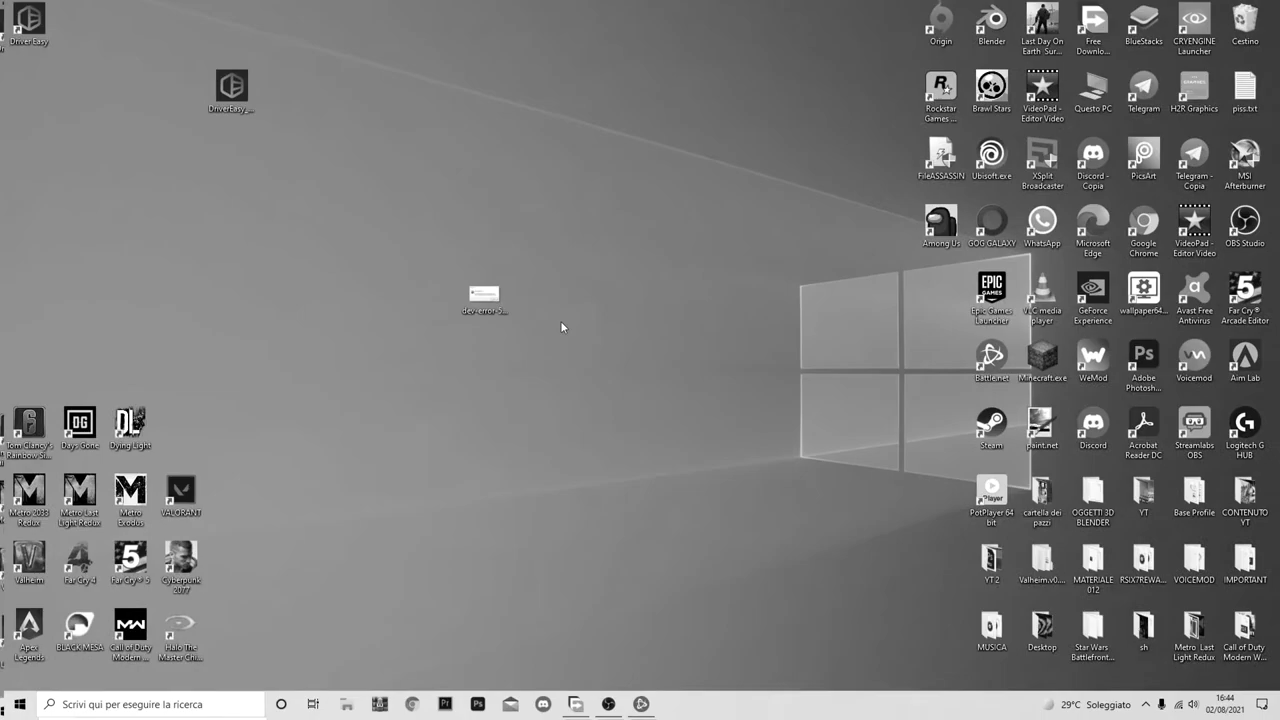 Driver Easy
DriverEasy_...
dev-error-5...
Origin
Blender
Last Day On
Earth_Sur...
Free
Downlo...
BlueStacks
CRYENGINE
Launcher
Cestino
Rockstar
Games ...
Brawl Stars
VideoPad -
Editor Video
Questo PC
Telegram
H2R Graphics
piss.txt
FileASSASSIN
Ubisoft.exe
XSplit
Broadcaster
Discord -
Copia
PicsArt
Telegram -
Copia
MSI
Afterburner
Among Us
GOG GALAXY
WhatsApp
Microsoft
Edge
Google
Chrome
VideoPad -
Editor Video
OBS Studio
EPIC
GAMES
Epic Games
Launcher
VLC media
player
GeForce
Experience
wallpaper64...
Avast Free
Antivirus
Far Cry®
Arcade Editor
Battle.net
Minecraft.exe
WeMod
Adobe
Photosh...
Voicemod
Aim Lab
Steam
paint.net
Discord
Acrobat
Reader DC
Streamlabs
OBS
Logitech G
HUB
Player
PotPlayer 64
bit
cartella dei
pazzi
OGGETTI 3D
BLENDER
YT
Base Profile
CONTENUTO
YT
YT 2
Valheim.v0....
MATERIALE
012
RSIX7REWA...
VOICEMOD
IMPORTANT
MUSICA
Desktop
Star Wars
Battlefront...
sh
Metro Last
Light Redux
Call of Duty
Modern W...
Tom Clancy's
Rainbow Si...
Days Gone
Dying Light
Metro 2033
Redux
Metro Last
Light Redux
Metro
Exodus
VALORANT
Valheim
Far Cry 4
Far Cry® 5
Cyberpunk
2077
Apex
Legends
BLACK MESA
Call of Duty
Modern ...
Halo The
Master Chi...
Scrivi qui per eseguire la ricerca
29°C Soleggiato
16:44
02/08/2021